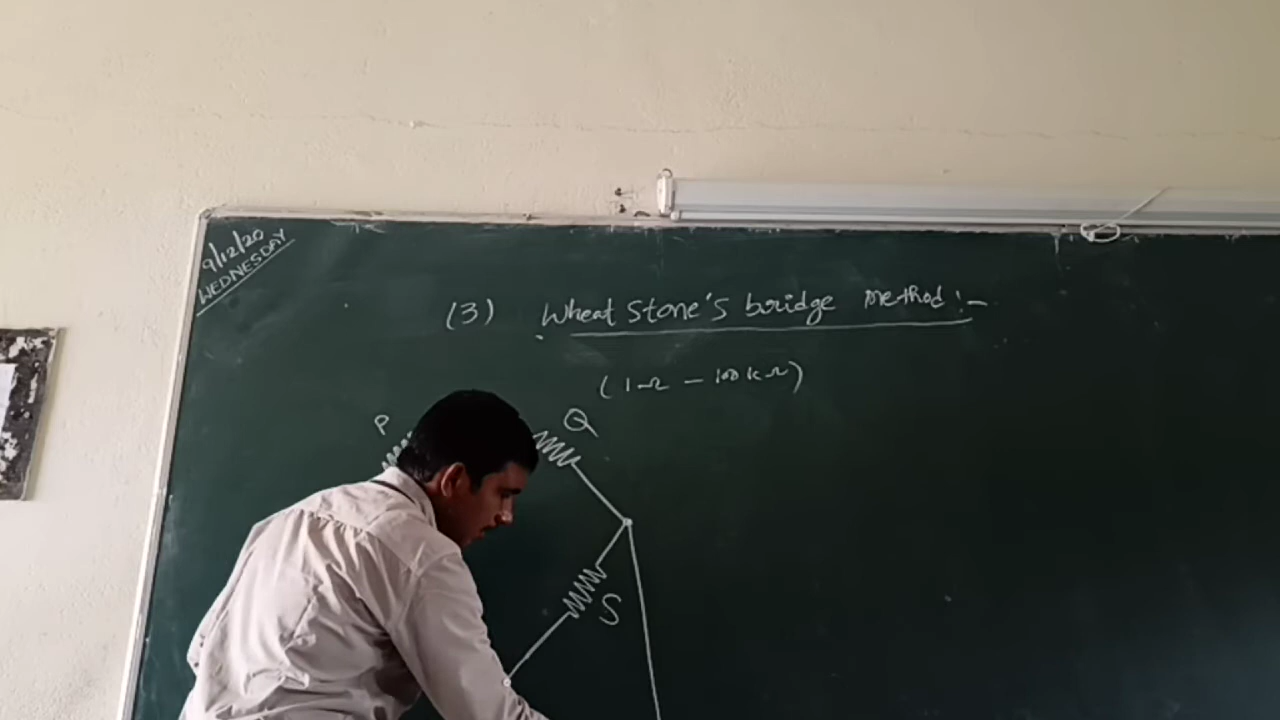 9/12/20
WEDNESDAY
(3) Wheat Stone's bridge Method:-
(1Ω - 100kΩ)
P
Q
S